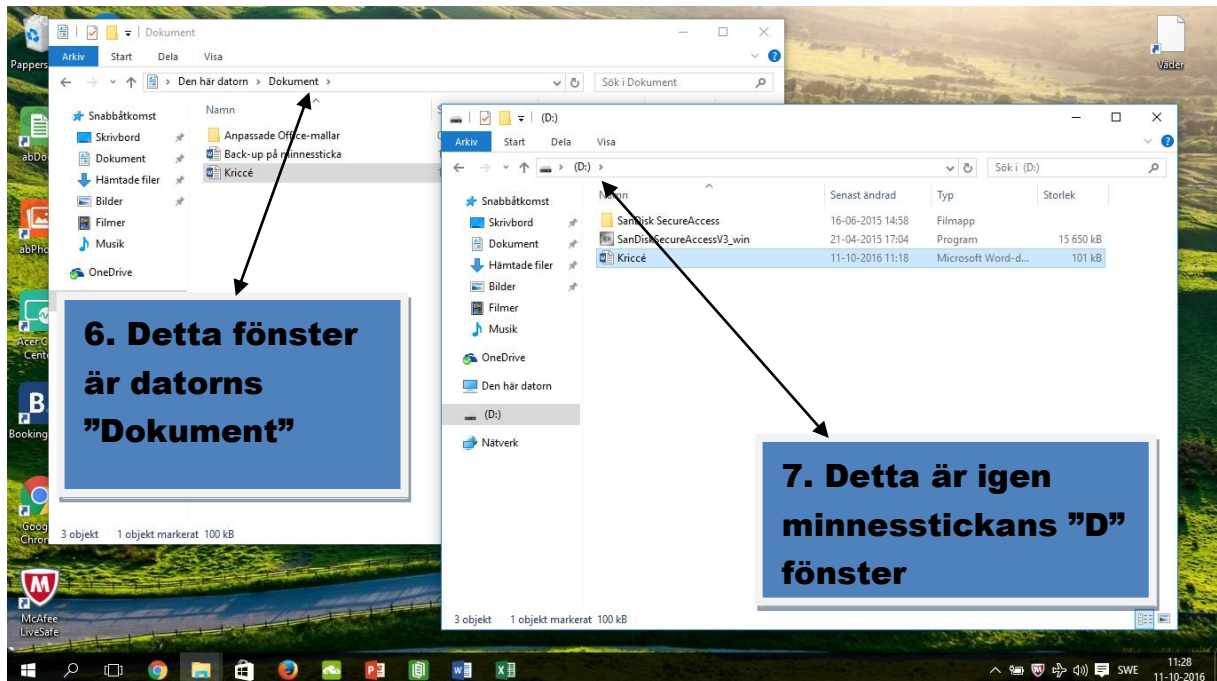 Dokument
Arkiv Start Dela Visa
Den här datorn > Dokument >
Sök i Dokument
Snabbåtkomst
Skrivbord
Dokument
Hämtade filer
Bilder
Filmer
Musik
OneDrive
Namn
Anpassade Office-mallar
Back-up på minnessticka
Kriccé
3 objekt 1 objekt markerat 100 kB
6. Detta fönster
är datorns
”Dokument”
(D:)
Arkiv Start Dela Visa
(D:) >
Sök i (D:)
Snabbåtkomst
Skrivbord
Dokument
Hämtade filer
Bilder
Filmer
Musik
OneDrive
Den här datorn
(D:)
Nätverk
Namn Senast ändrad Typ Storlek
SanDisk SecureAccess 16-06-2015 14:58 Filmapp
SanDiskSecureAccessV3_win 21-04-2015 17:04 Program 15 650 kB
Kriccé 11-10-2016 11:18 Microsoft Word-d... 101 kB
7. Detta är igen
minnesstickans ”D”
fönster
3 objekt 1 objekt markerat 100 kB
Väder
McAfee
LiveSafe
SWE
11:28
11-10-2016